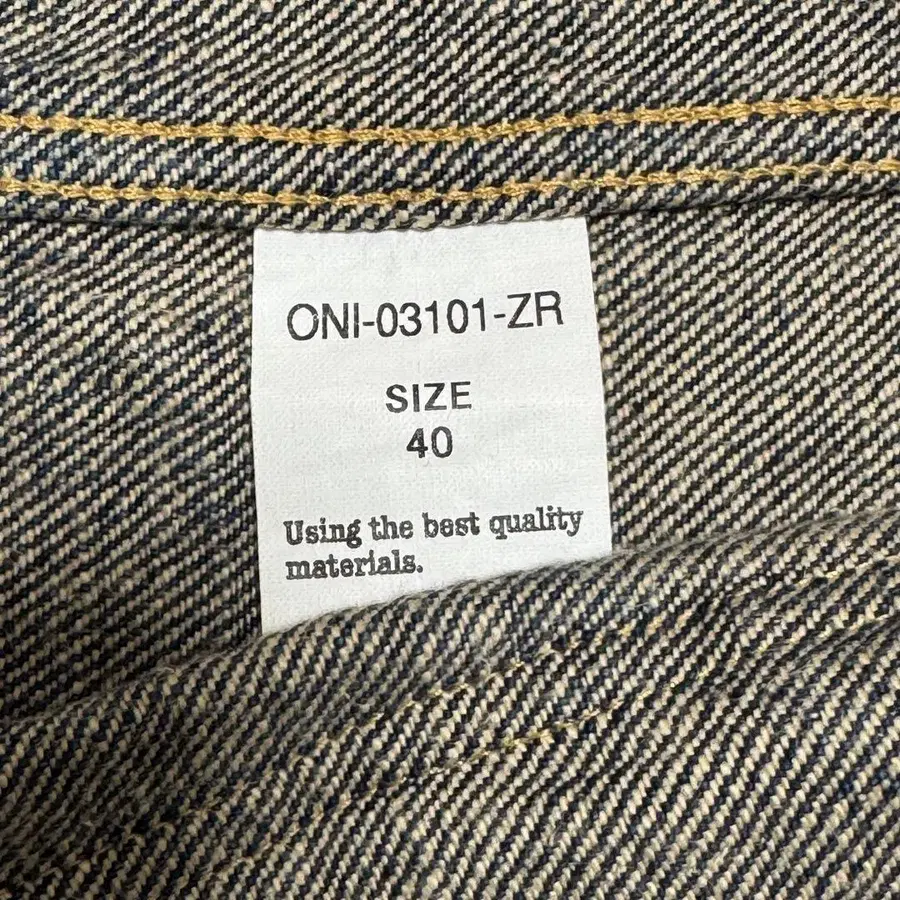 ONI-03101-ZR
SIZE
40
Using the best quality
materials.